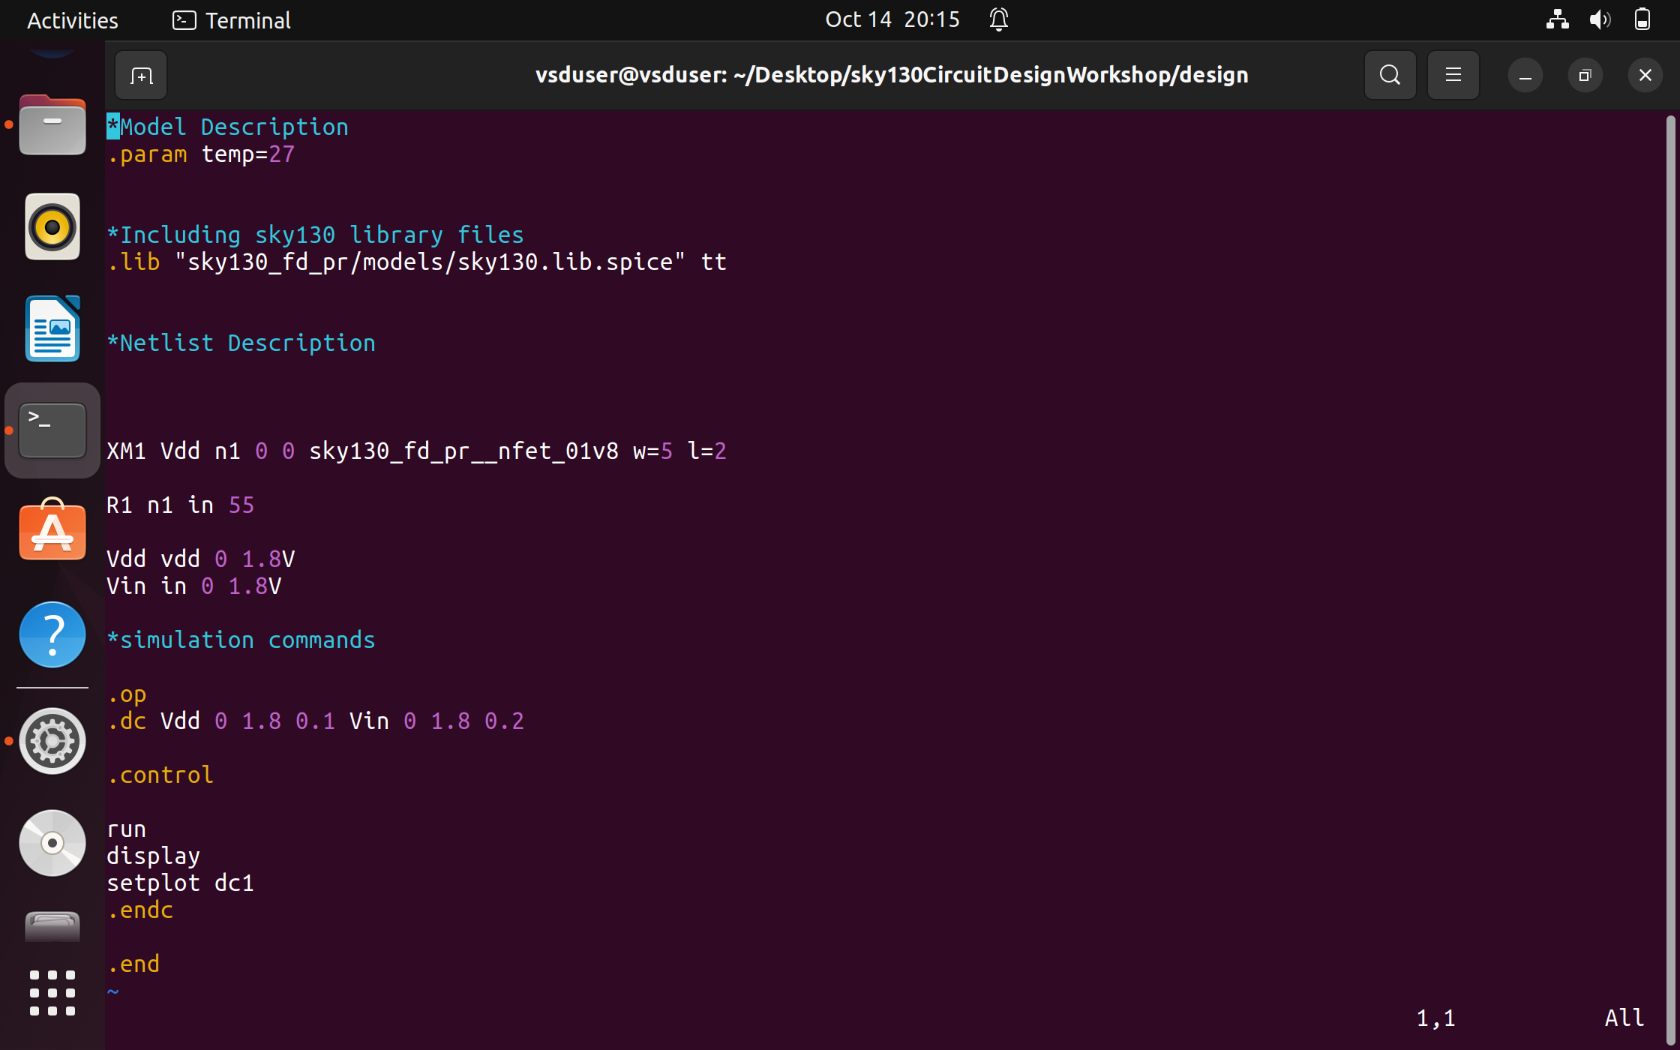 Activities
Terminal
Oct 14 20:15
vsduser@vsduser: ~/Desktop/sky130CircuitDesignWorkshop/design
*Model Description
.param temp=27
*Including sky130 library files
.lib "sky130_fd_pr/models/sky130.lib.spice" tt
*Netlist Description
XM1 Vdd n1 0 0 sky130_fd_pr__nfet_01v8 w=5 l=2
R1 n1 in 55
Vdd vdd 0 1.8V
Vin in 0 1.8V
*simulation commands
.op
.dc Vdd 0 1.8 0.1 Vin 0 1.8 0.2
.control
run
display
setplot dc1
.endc
.end
~
1,1 All